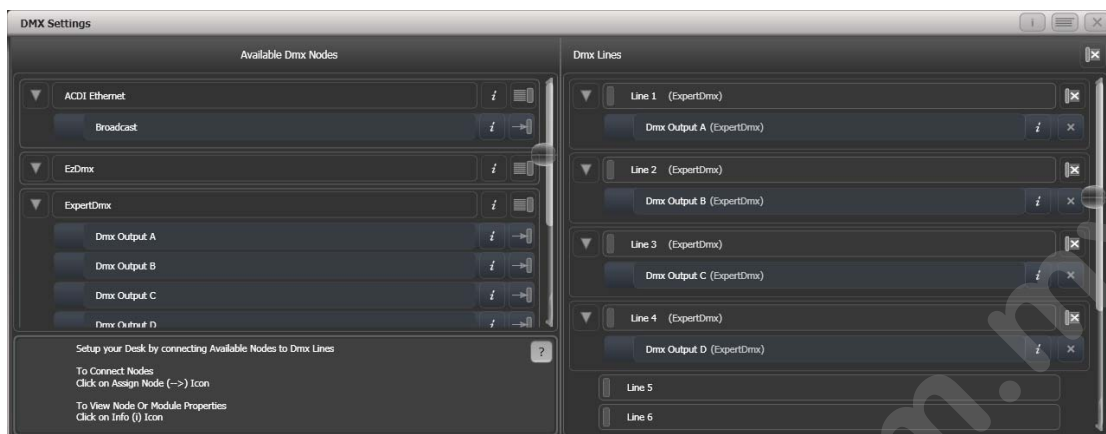 DMX Settings
i
Available Dmx Nodes
ACDI Ethernet i
Broadcast i
EzDmx i
ExpertDmx i
Dmx Output A i
Dmx Output B i
Dmx Output C i
Dmx Output D i
Setup your Desk by connecting Available Nodes to Dmx Lines ?
To Connect Nodes
Click on Assign Node (-->) Icon
To View Node Or Module Properties
Click on Info (i) Icon
Dmx Lines
Line 1 (ExpertDmx)
Dmx Output A (ExpertDmx) i
Line 2 (ExpertDmx)
Dmx Output B (ExpertDmx) i
Line 3 (ExpertDmx)
Dmx Output C (ExpertDmx) i
Line 4 (ExpertDmx)
Dmx Output D (ExpertDmx) i
Line 5
Line 6